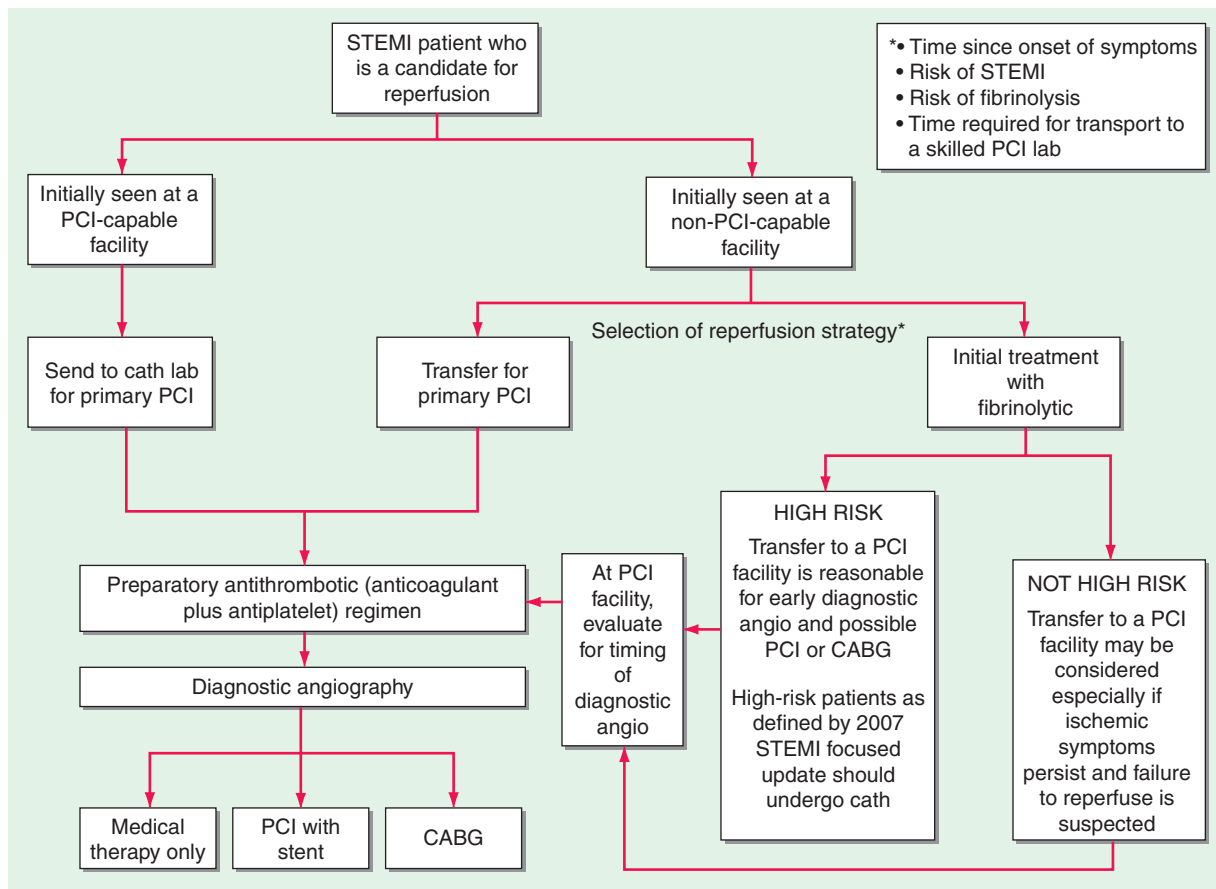 STEMI patient who
is a candidate for
reperfusion
*• Time since onset of symptoms
• Risk of STEMI
• Risk of fibrinolysis
• Time required for transport to
a skilled PCI lab
Initially seen at a
PCI-capable
facility
Initially seen at a
non-PCI-capable
facility
Selection of reperfusion strategy*
Send to cath lab
for primary PCI
Transfer for
primary PCI
Initial treatment
with
fibrinolytic
HIGH RISK
Transfer to a PCI
facility is reasonable
for early diagnostic
angio and possible
PCI or CABG
High-risk patients as
defined by 2007
STEMI focused
update should
undergo cath
NOT HIGH RISK
Transfer to a PCI
facility may be
considered
especially if
ischemic
symptoms
persist and failure
to reperfuse is
suspected
At PCI
facility,
evaluate
for timing
of
diagnostic
angio
Preparatory antithrombotic (anticoagulant
plus antiplatelet) regimen
Diagnostic angiography
Medical
therapy only
PCI with
stent
CABG